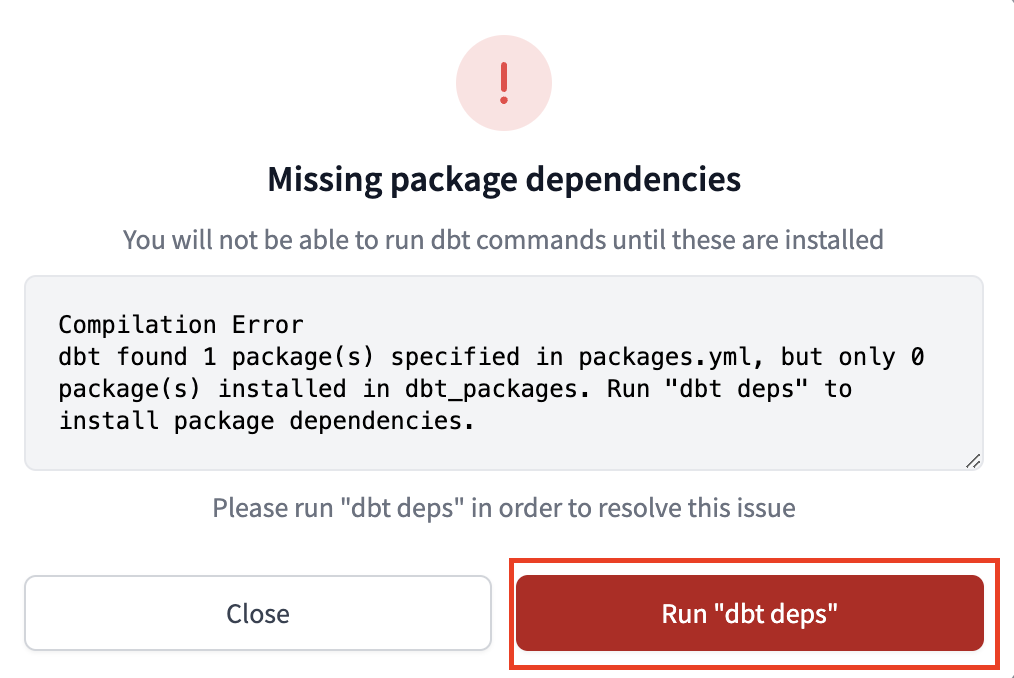 Missing package dependencies
You will not be able to run dbt commands until these are installed
Compilation Error
dbt found 1 package(s) specified in packages.yml, but only 0
package(s) installed in dbt_packages. Run "dbt deps" to
install package dependencies.
Please run "dbt deps" in order to resolve this issue
Close
Run "dbt deps"